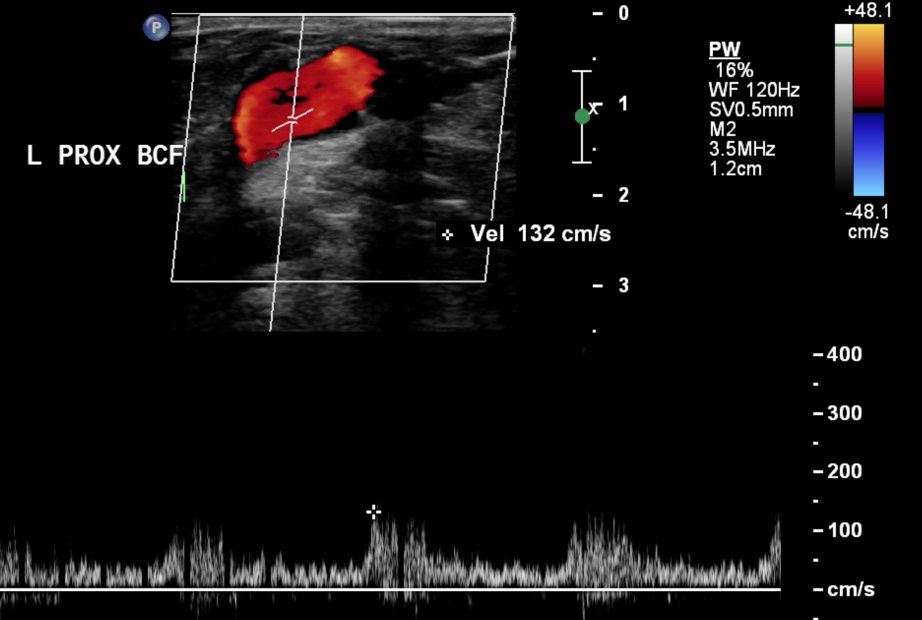 P
L PROX BCF
Vel 132 cm/s
0
1
x
2
3
PW
16%
WF 120Hz
SV0.5mm
M2
3.5MHz
1.2cm
+48.1
-48.1
cm/s
400
300
200
100
cm/s